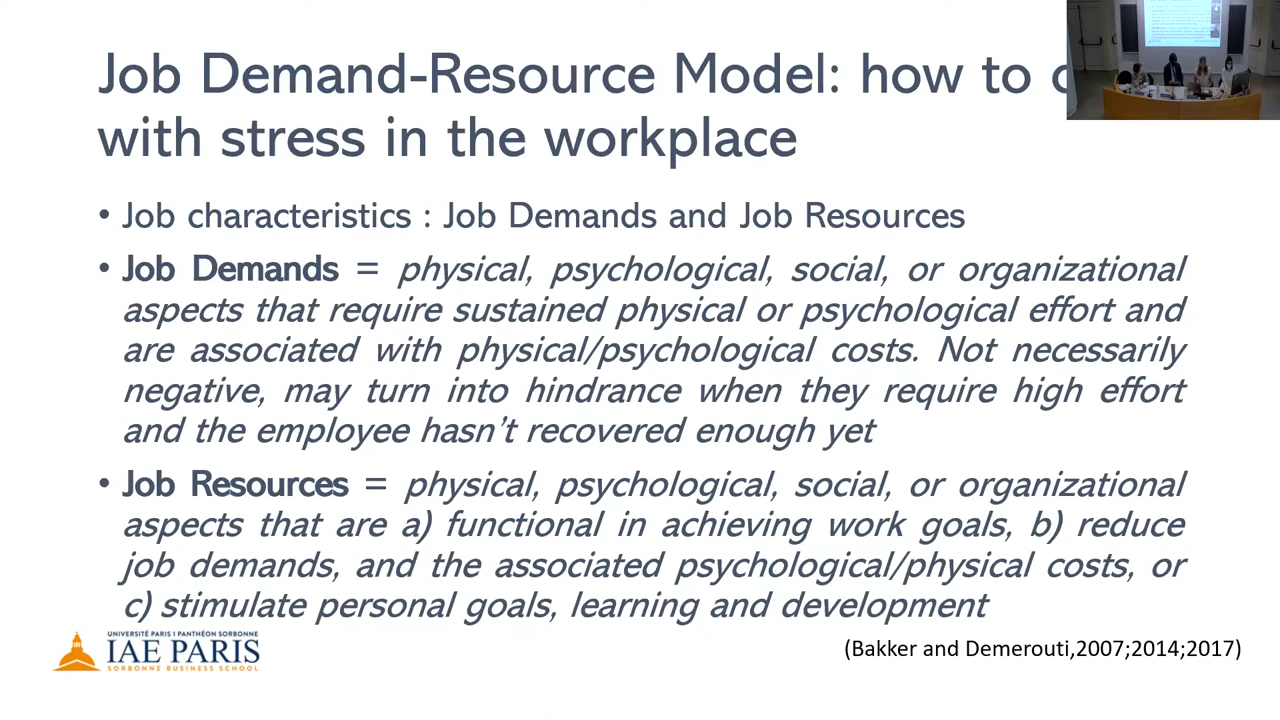 Job Demand-Resource Model: how to
with stress in the workplace
• Job characteristics : Job Demands and Job Resources
• Job Demands = physical, psychological, social, or organizational
aspects that require sustained physical or psychological effort and
are associated with physical/psychological costs. Not necessarily
negative, may turn into hindrance when they require high effort
and the employee hasn't recovered enough yet
• Job Resources = physical, psychological, social, or organizational
aspects that are a) functional in achieving work goals, b) reduce
job demands, and the associated psychological/physical costs, or
c) stimulate personal goals, learning and development
UNIVERSITÉ PARIS 1 PANTHÉON SORBONNE
IAE PARIS
SORBONNE BUSINESS SCHOOL
(Bakker and Demerouti,2007;2014;2017)